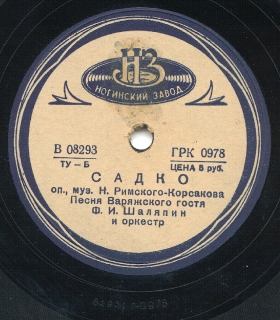 НЗ
НОГИНСКИЙ ЗАВОД
В 08293 ГРК 0978
ТУ — Б ЦЕНА 5 руб.
САДКО
оп., муз. Н. Римского-Корсакова
Песня Варяжского гостя
Ф. И. Шаляпин
и оркестр